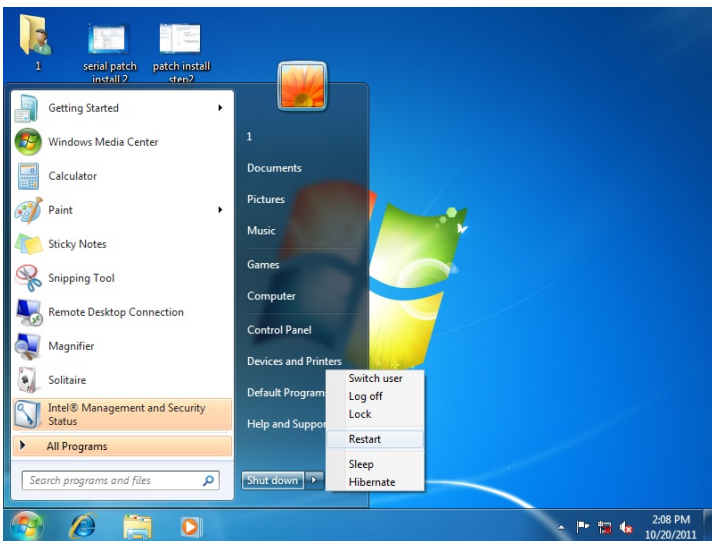 1
serial patch
install 2
patch install
step2
Getting Started
Windows Media Center
Calculator
Paint
Sticky Notes
Snipping Tool
Remote Desktop Connection
Magnifier
Solitaire
Intel® Management and Security
Status
All Programs
Search programs and files
1
Documents
Pictures
Music
Games
Computer
Control Panel
Devices and Printers
Default Program
Help and Suppor
Shut down
Switch user
Log off
Lock
Restart
Sleep
Hibernate
2:08 PM
10/20/2011